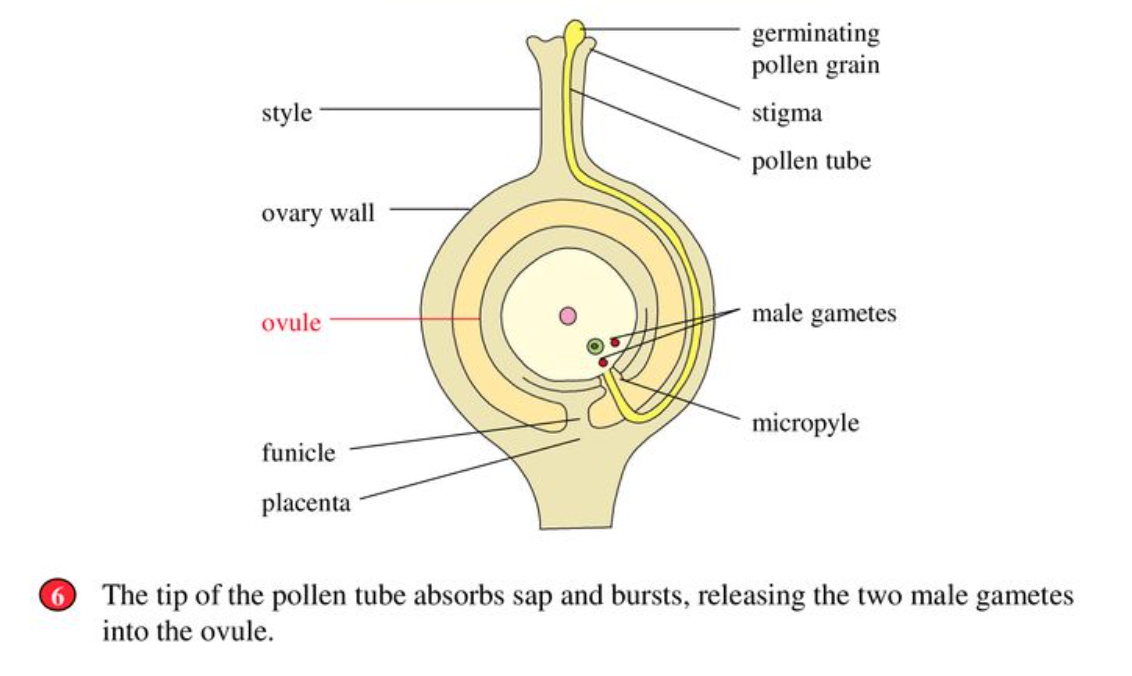 germinating
pollen grain
stigma
style
pollen tube
ovary wall
male gametes
ovule
micropyle
funicle
placenta
6 The tip of the pollen tube absorbs sap and bursts, releasing the two male gametes
into the ovule.